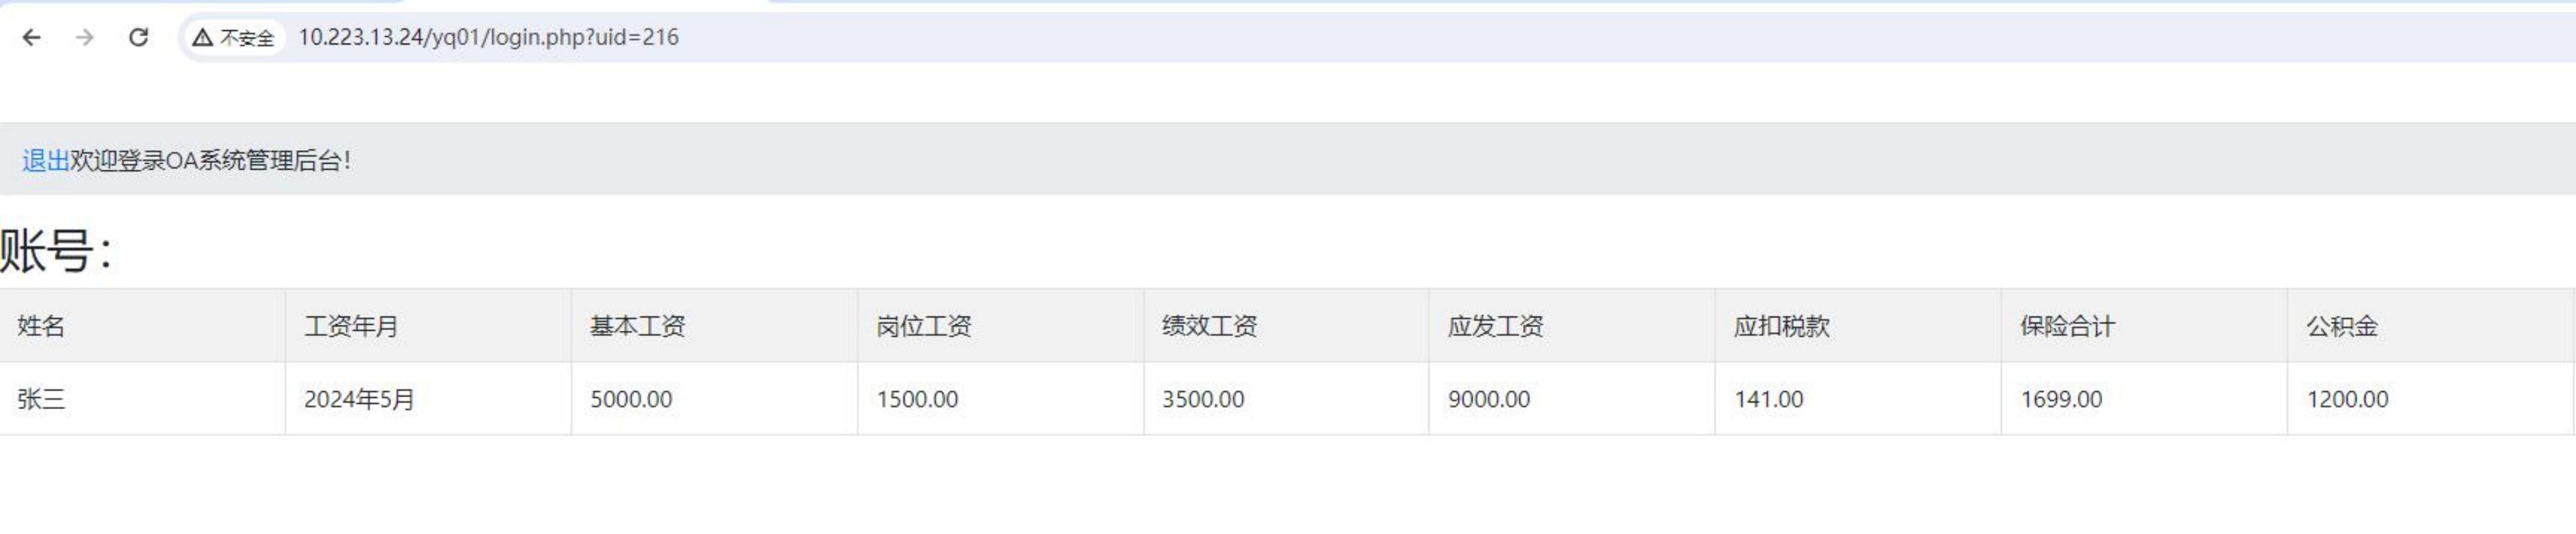 不安全 10.223.13.24/yq01/login.php?uid=216
退出欢迎登录OA系统管理后台！
账号：
姓名 工资年月 基本工资 岗位工资 绩效工资 应发工资 应扣税款 保险合计 公积金
张三 2024年5月 5000.00 1500.00 3500.00 9000.00 141.00 1699.00 1200.00